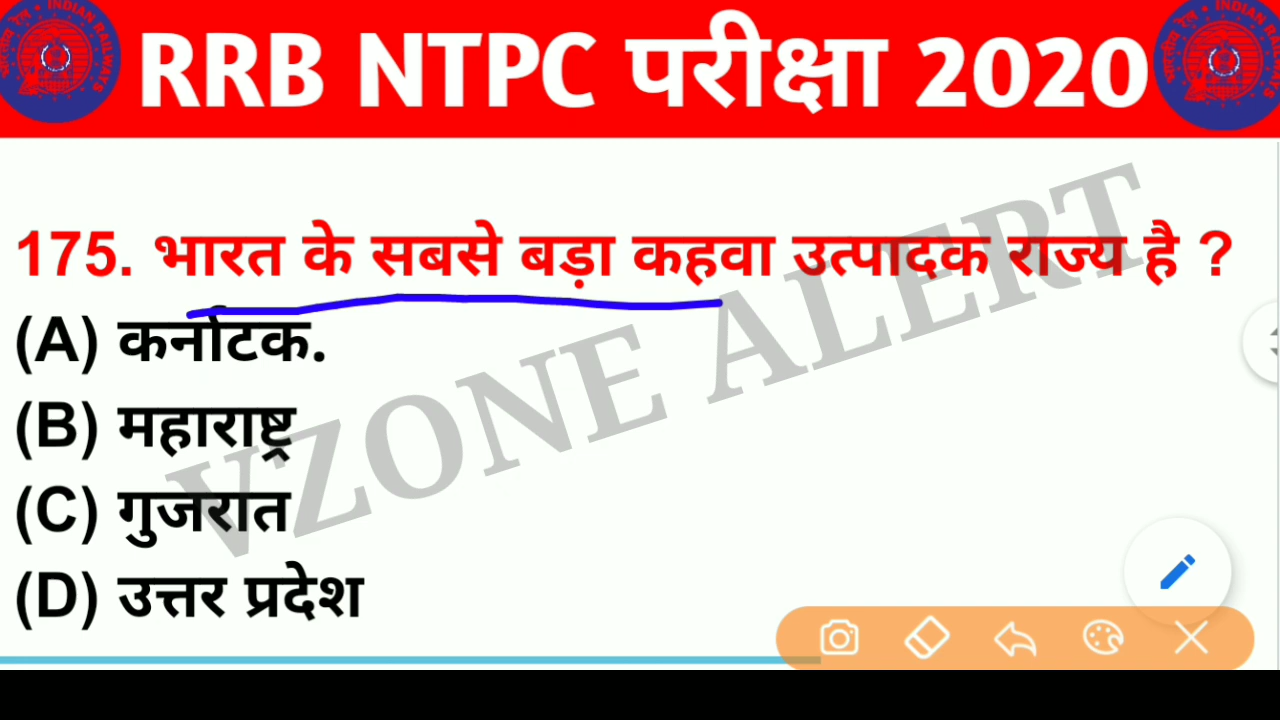 RRB NTPC परीक्षा 2020
175. भारत के सबसे बड़ा कहवा उत्पादक राज्य है ?
(A) कर्नाटक.
(B) महाराष्ट्र
(C) गुजरात
(D) उत्तर प्रदेश
VZONE ALERT